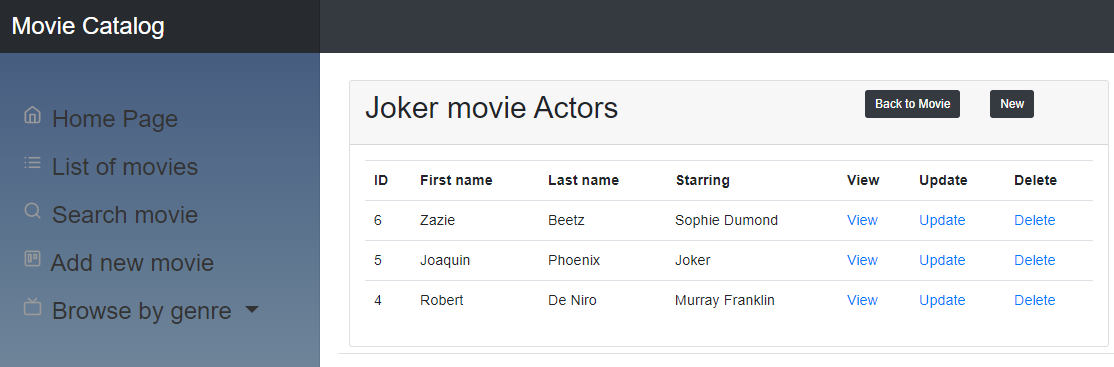 Movie Catalog
Home Page
List of movies
Search movie
Add new movie
Browse by genre
Joker movie Actors
Back to Movie New
ID First name Last name Starring View Update Delete
6 Zazie Beetz Sophie Dumond View Update Delete
5 Joaquin Phoenix Joker View Update Delete
4 Robert De Niro Murray Franklin View Update Delete